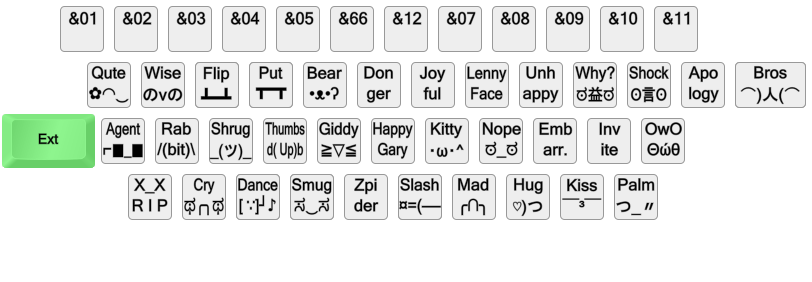 &01 &02 &03 &04 &05 &66 &12 &07 &08 &09 &10 &11
Qute Wise Flip Put Bear Don Joy Lenny Unh Why? Shock Apo Bros
✿◠‿ のvの ┻━┻ ┳━┳ •ᴥ•ʔ ger ful Face appy ಠ益ಠ ʘ言ʘ logy ⌒)人(⌒
Ext
Agent Rab Shrug Thumbs Giddy Happy Kitty Nope Emb Inv OwO
⌐■_■ /(bit)\ _(ツ)_ d( Up)b ≧▽≦ Gary ･ω･^ ಠ_ಠ arr. ite Θώθ
X_X Cry Dance Smug Zpi Slash Mad Hug Kiss Palm
R I P ಥ╭╮ಥ [ ∵]┘♪ ಸ‿ಸ der ¤=(— ╭∩╮ ♡)つ ￣³￣ つ_〃